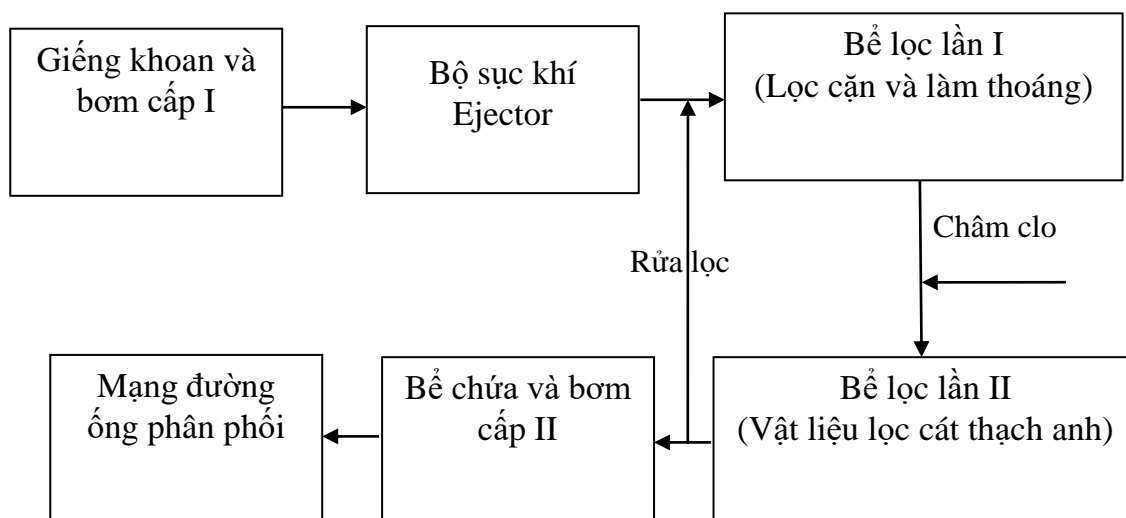 Giếng khoan và
bơm cấp I
Bộ sục khí
Ejector
Bể lọc lần I
(Lọc cặn và làm thoáng)
Châm clo
Rửa lọc
Mạng đường
ống phân phối
Bể chứa và bơm
cấp II
Bể lọc lần II
(Vật liệu lọc cát thạch anh)